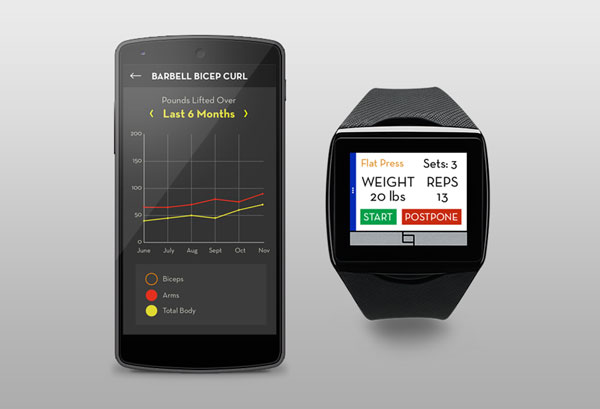 BARBELL BICEP CURL
Pounds Lifted Over
Last 6 Months
200
150
100
50
0
June July Aug Sept Oct Nov
Biceps
Arms
Total Body
Flat Press Sets: 3
WEIGHT REPS
20 lbs 13
START POSTPONE